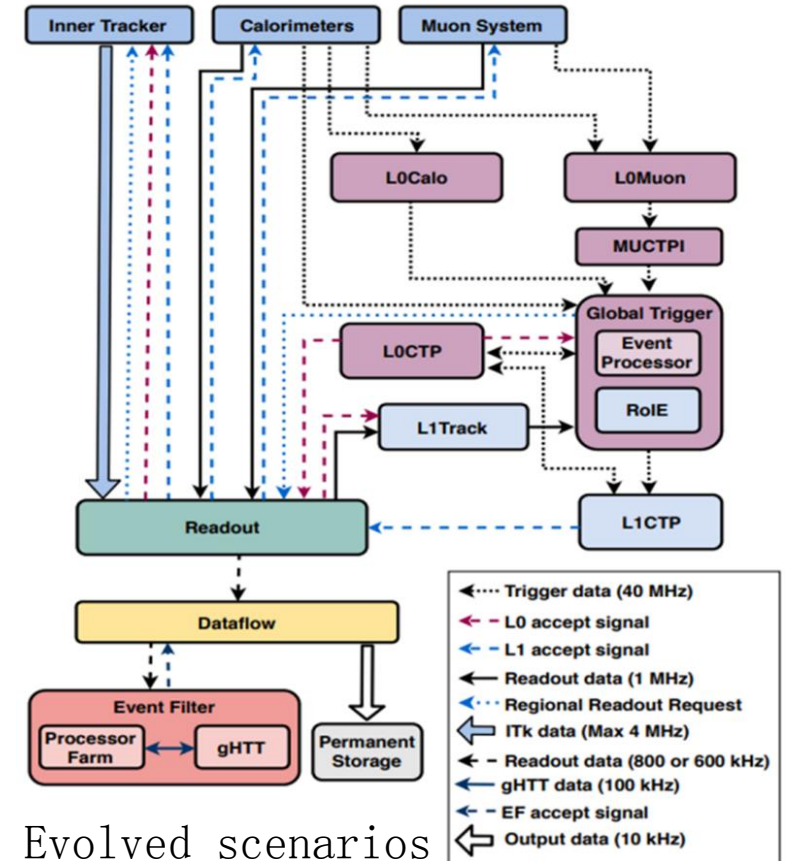 Inner Tracker
Calorimeters
Muon System
L0Calo
L0Muon
MUCTPI
Global Trigger
Event
Processor
RoIE
L0CTP
L1Track
L1CTP
Readout
Dataflow
Event Filter
Processor
Farm
gHTT
Permanent
Storage
Trigger data (40 MHz)
L0 accept signal
L1 accept signal
Readout data (1 MHz)
Regional Readout Request
ITk data (Max 4 MHz)
Readout data (800 or 600 kHz)
gHTT data (100 kHz)
EF accept signal
Output data (10 kHz)
Evolved scenarios